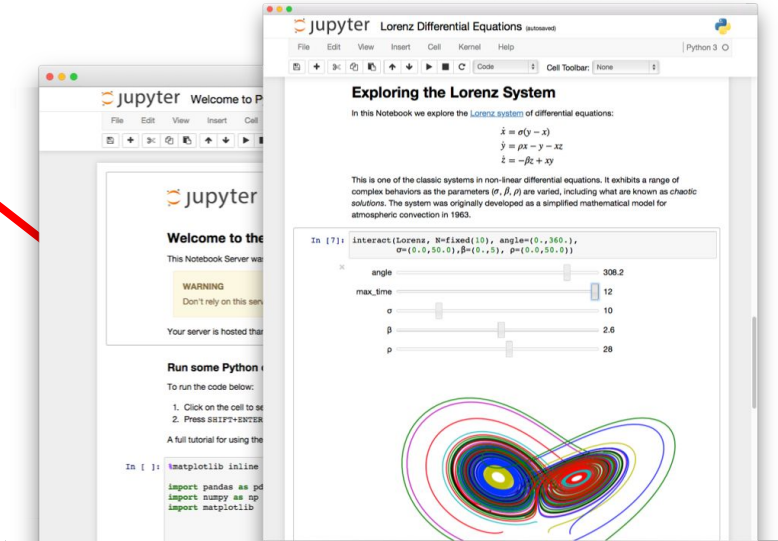 jupyter Lorenz Differential Equations (autosaved)
File Edit View Insert Cell Kernel Help Python 3
Code Cell Toolbar: None
Exploring the Lorenz System
In this Notebook we explore the Lorenz system of differential equations:
ẋ = σ(y − x)
ẏ = ρx − y − xz
ż = −βz + xy
This is one of the classic systems in non-linear differential equations. It exhibits a range of
complex behaviors as the parameters (σ, β, ρ) are varied, including what are known as chaotic
solutions. The system was originally developed as a simplified mathematical model for
atmospheric convection in 1963.
In [7]: interact(Lorenz, N=fixed(10), angle=(0.,360.),
σ=(0.0,50.0),β=(0.,5), ρ=(0.0,50.0))
angle 308.2
max_time 12
σ 10
β 2.6
ρ 28
jupyter Welcome to P
File Edit View Insert Cell
jupyter
Welcome to the
This Notebook Server was
WARNING
Don't rely on this serv
Your server is hosted than
Run some Python
To run the code below:
1. Click on the cell to se
2. Press SHIFT+ENTER
A full tutorial for using the
In [ ]: %matplotlib inline
import pandas as pd
import numpy as np
import matplotlib